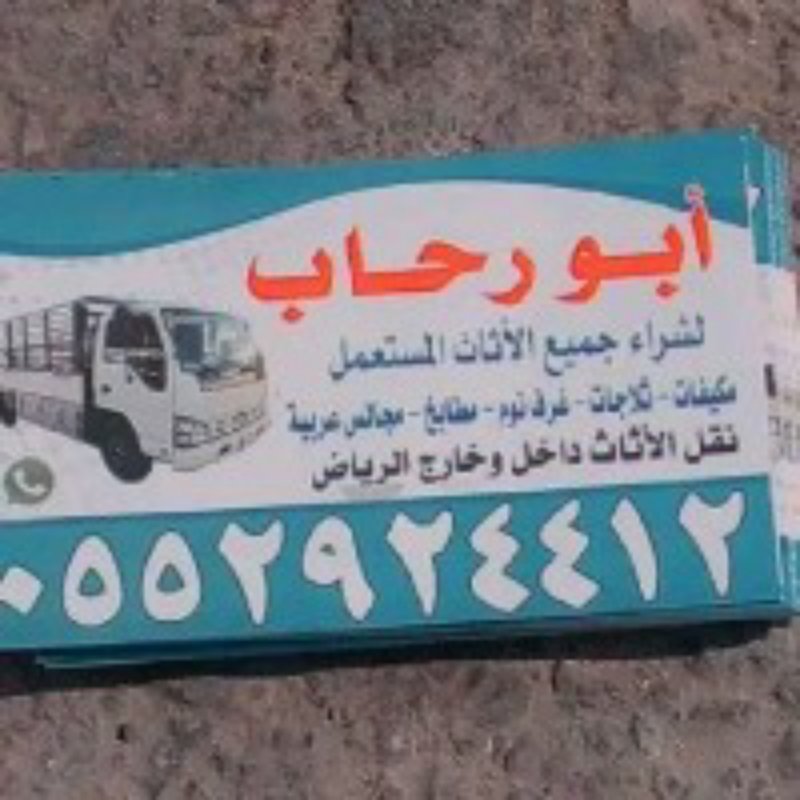 أبو رحاب
لشراء جميع الأثاث المستعمل
مكيفات - ثلاجات - غرف نوم - مطابخ - مجالس عربية
نقل الأثاث داخل وخارج الرياض
٠٥٥٢٩٢٤٤١٢